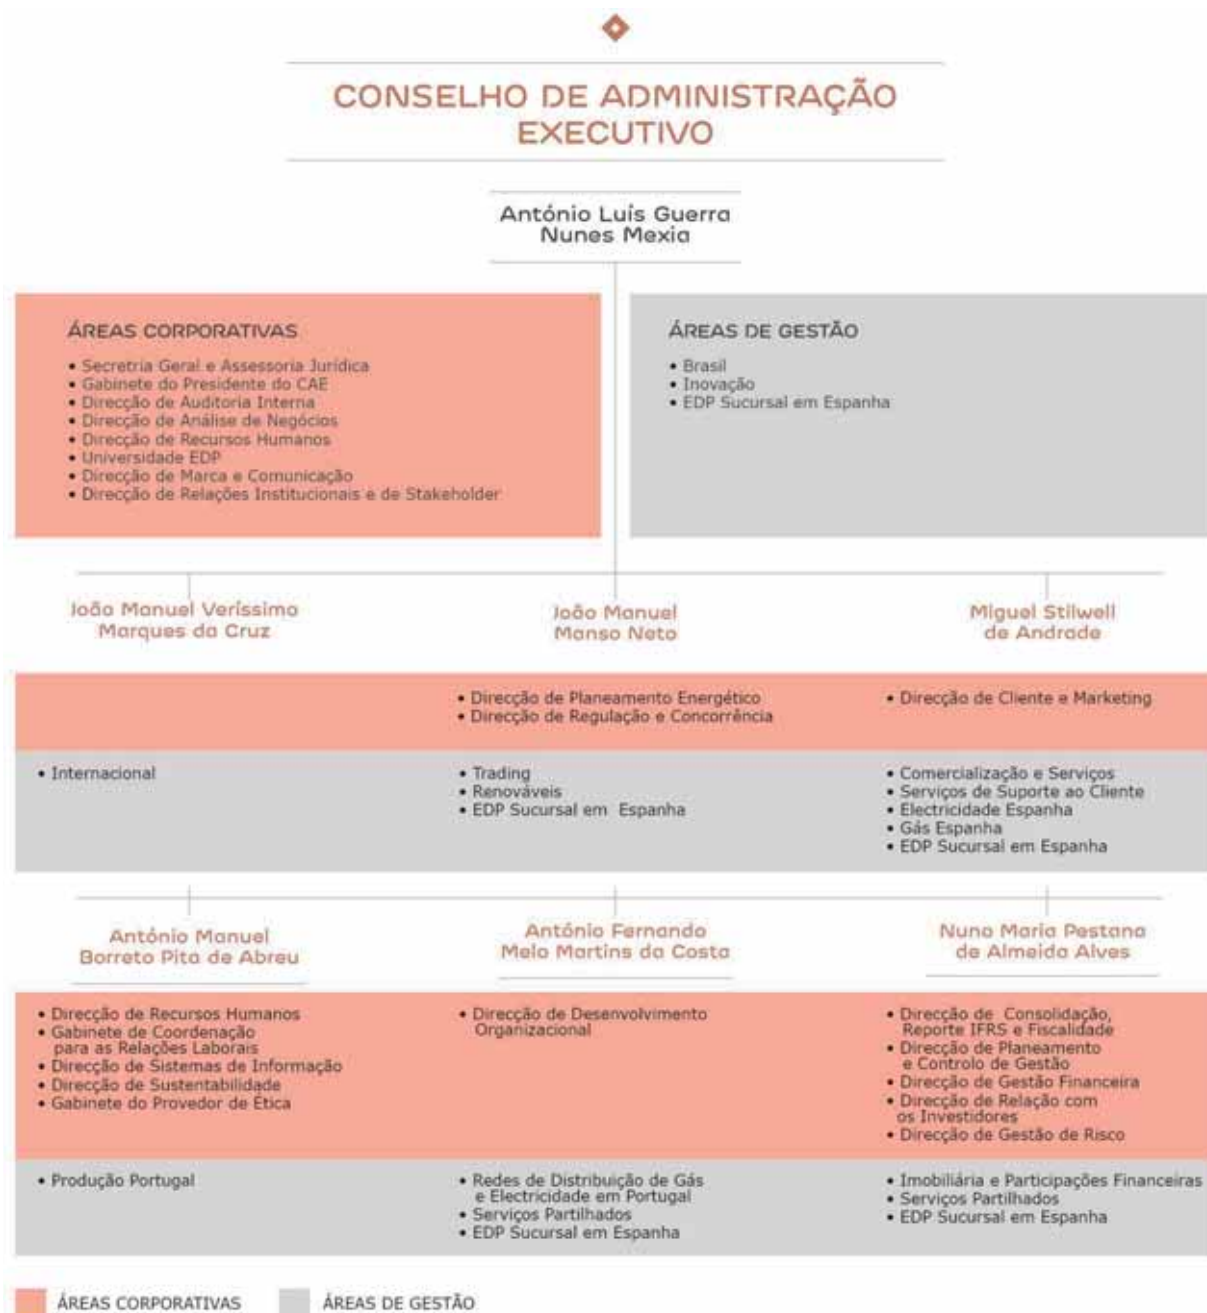 CONSELHO DE ADMINISTRAÇÃO
EXECUTIVO
António Luís Guerra
Nunes Mexia
ÁREAS CORPORATIVAS
• Secretria Geral e Assessoria Jurídica
• Gabinete do Presidente do CAE
• Direcção de Auditoria Interna
• Direcção de Análise de Negócios
• Direcção de Recursos Humanos
• Universidade EDP
• Direcção de Marca e Comunicação
• Direcção de Relações Institucionais e de Stakeholder
ÁREAS DE GESTÃO
• Brasil
• Inovação
• EDP Sucursal em Espanha
João Manuel Veríssimo
Marques da Cruz
João Manuel
Manso Neto
Miguel Stilwell
de Andrade
• Direcção de Planeamento Energético
• Direcção de Regulação e Concorrência
• Direcção de Cliente e Marketing
• Internacional
• Trading
• Renováveis
• EDP Sucursal em Espanha
• Comercialização e Serviços
• Serviços de Suporte ao Cliente
• Electricidade Espanha
• Gás Espanha
• EDP Sucursal em Espanha
António Manuel
Borreto Pita de Abreu
António Fernando
Melo Martins da Costa
Nuno Maria Pestana
de Almeida Alves
• Direcção de Recursos Humanos
• Gabinete de Coordenação
para as Relações Laborais
• Direcção de Sistemas de Informação
• Direcção de Sustentabilidade
• Gabinete do Provedor de Ética
• Direcção de Desenvolvimento
Organizacional
• Direcção de Consolidação,
Reporte IFRS e Fiscalidade
• Direcção de Planeamento
e Controlo de Gestão
• Direcção de Gestão Financeira
• Direcção de Relação com
os Investidores
• Direcção de Gestão de Risco
• Produção Portugal
• Redes de Distribuição de Gás
e Electricidade em Portugal
• Serviços Partilhados
• EDP Sucursal em Espanha
• Imobiliária e Participações Financeiras
• Serviços Partilhados
• EDP Sucursal em Espanha
ÁREAS CORPORATIVAS
ÁREAS DE GESTÃO